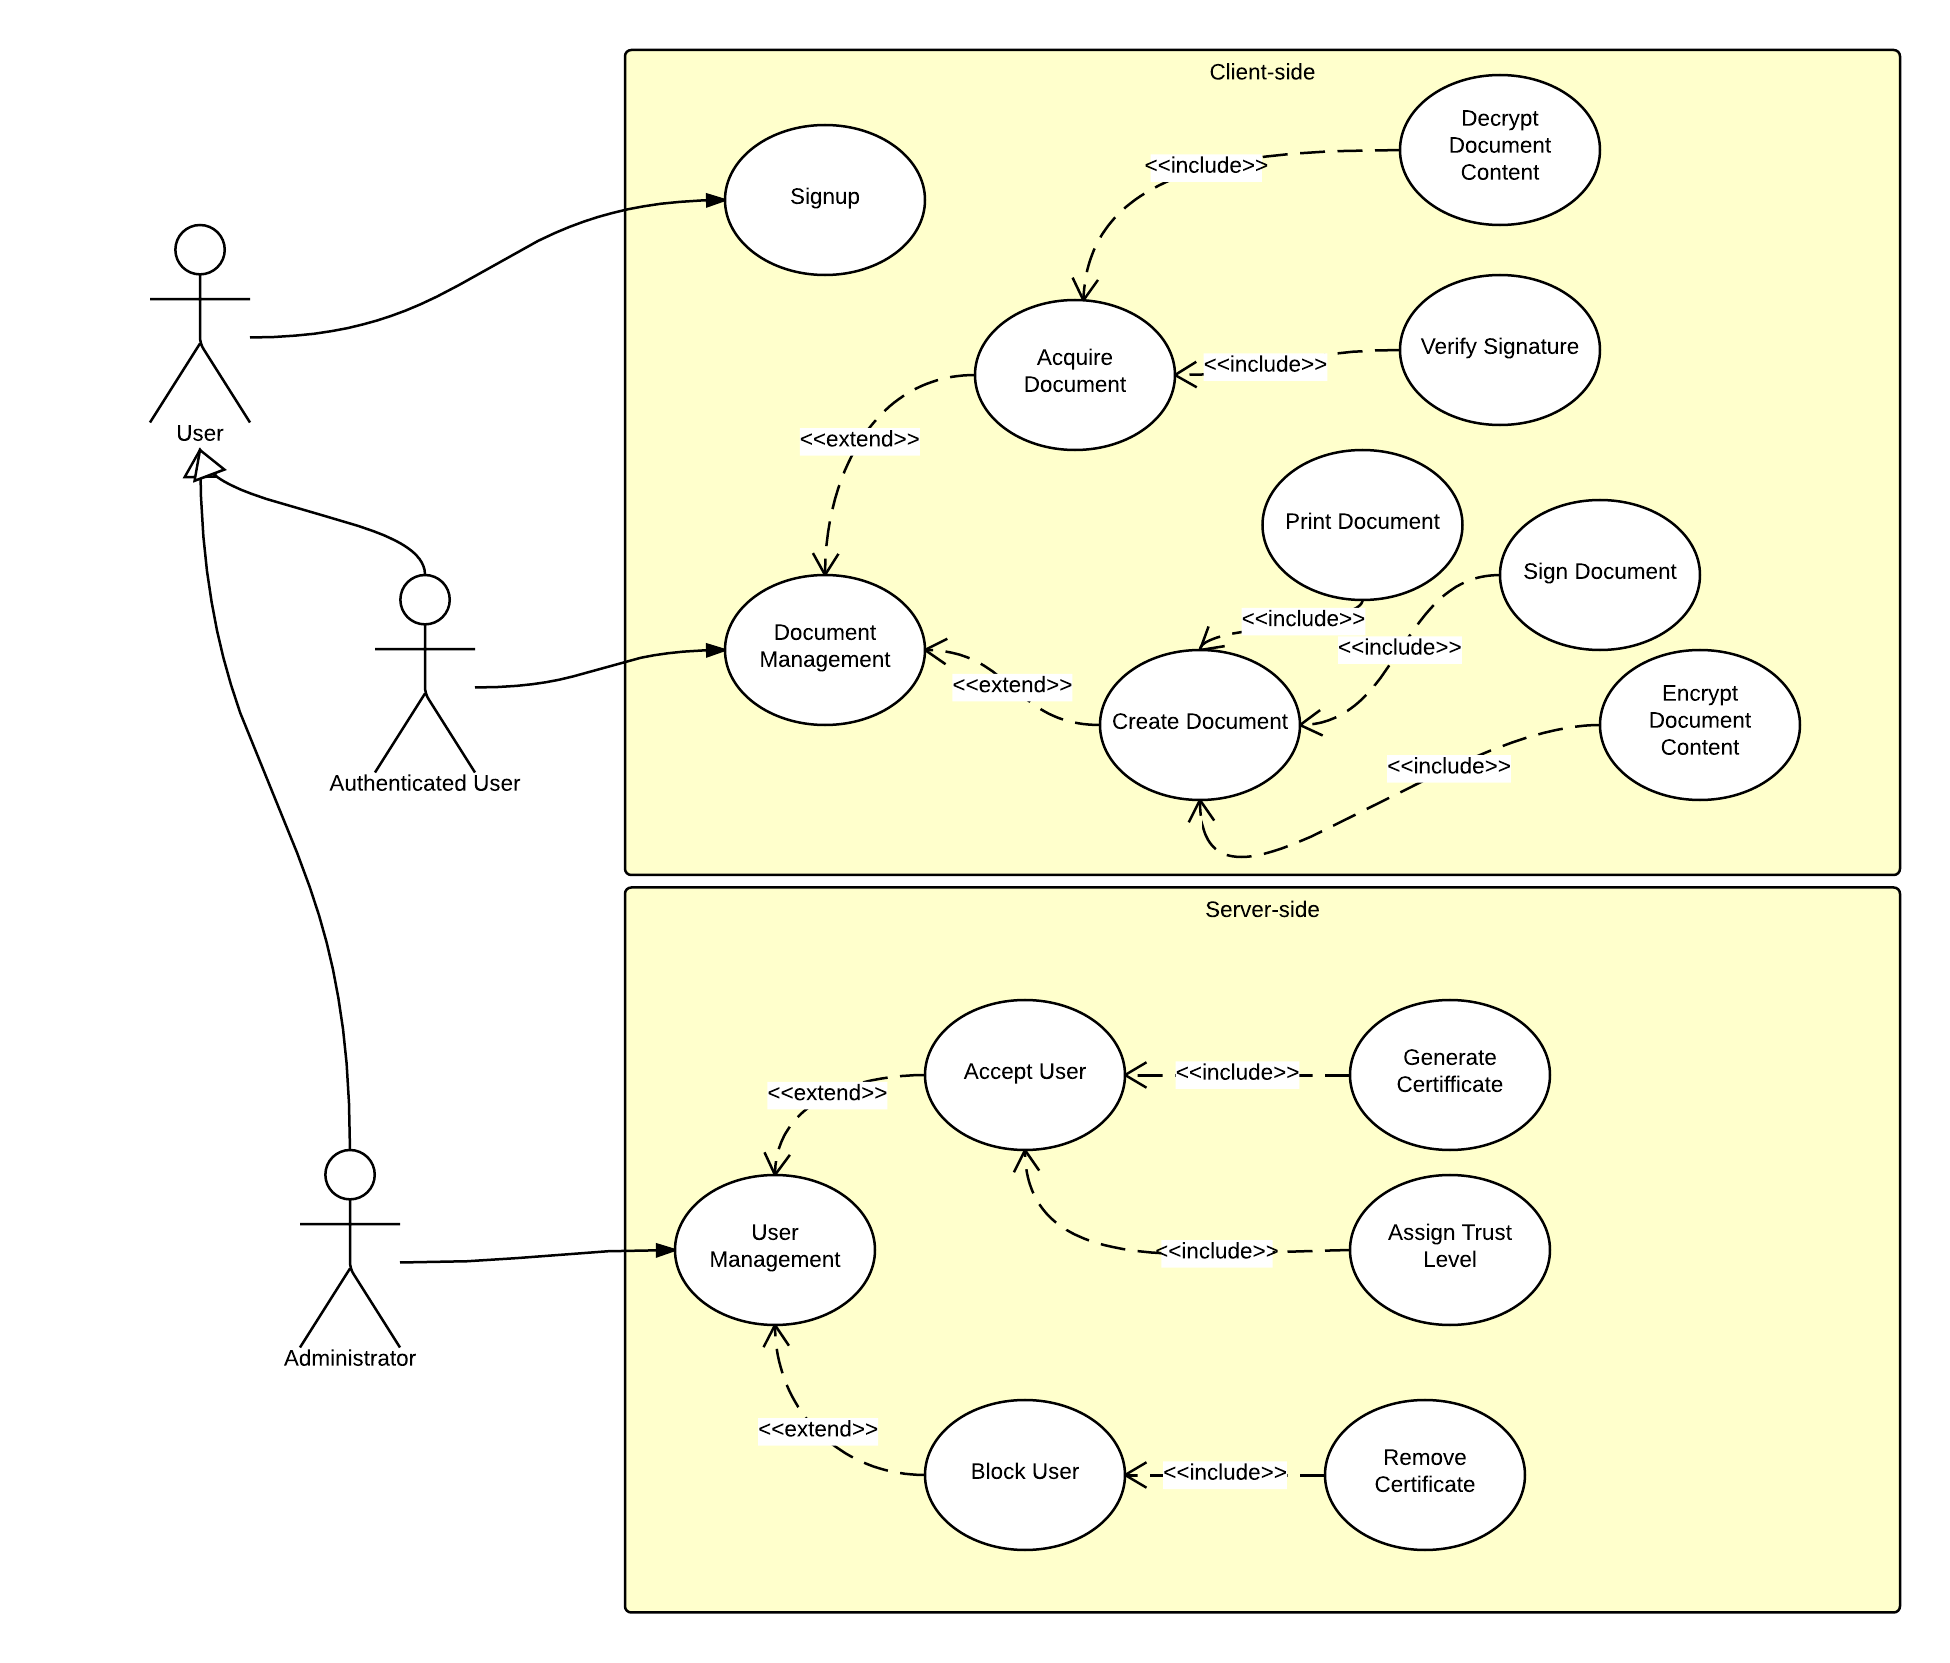 Client-side
Decrypt
Document
Content
<<include>>
Signup
Verify Signature
Acquire
Document
<<include>>
User
<<extend>>
Print Document
Sign Document
<<include>>
Document
Management
<<include>>
<<extend>>
Encrypt
Document
Content
Create Document
<<include>>
Authenticated User
Server-side
Accept User
<<include>>
Generate
Certifficate
<<extend>>
User
Management
<<include>>
Assign Trust
Level
Administrator
<<extend>>
Block User
<<include>>
Remove
Certificate